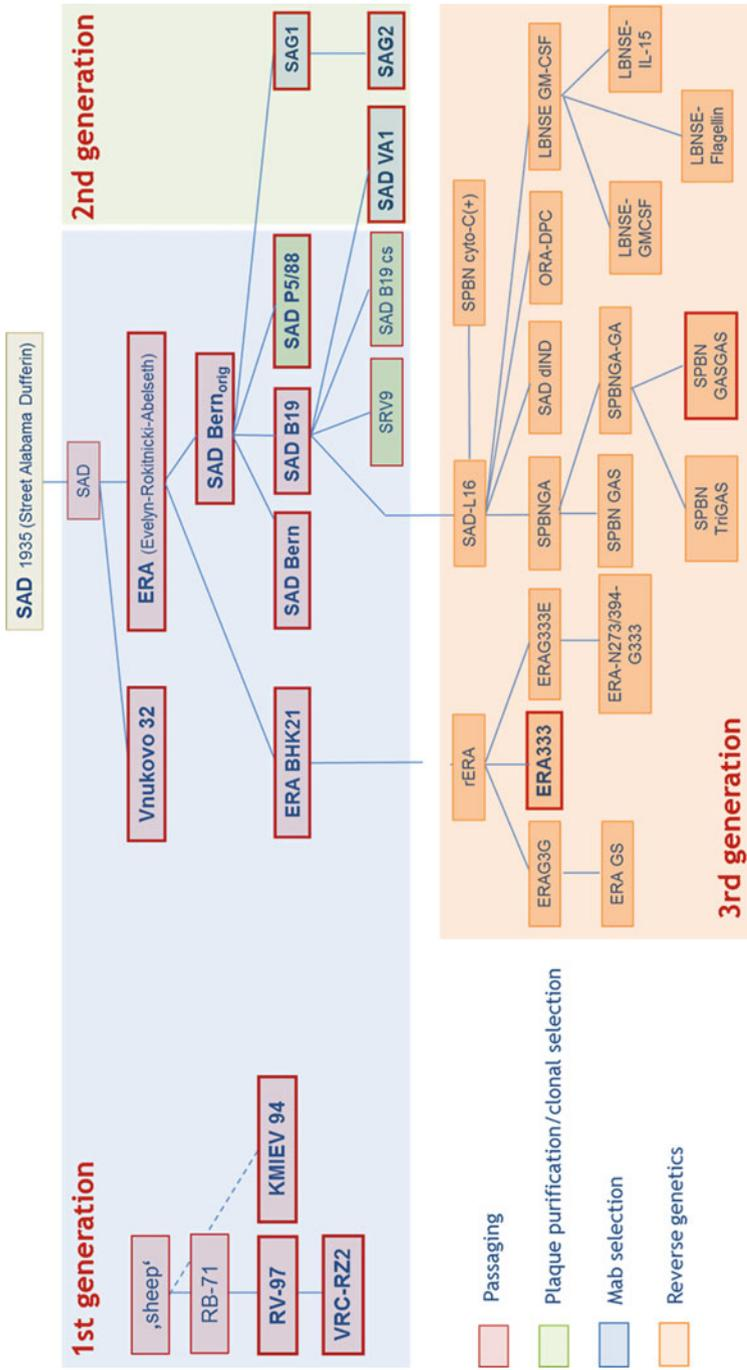 SAD 1935 (Street Alabama Dufferin)
1st generation
2nd generation
SAD
‚sheep‘
Vnukovo 32
ERA (Evelyn-Rokitnicki-Abelseth)
RB-71
SAD Bern orig
RV-97
KMIEV 94
ERA BHK21
SAD Bern
SAD B19
SAD P5/88
SAG1
VRC-RZ2
SRV9
SAD B19 cs
SAD VA1
SAG2
rERA
SAD-L16
SPBN cyto-C(+)
ERAG3G
ERA333
ERAG333E
SPBNGA
SAD dIND
ORA-DPC
LBNSE GM-CSF
ERA GS
ERA-N273/394-
G333
SPBN GAS
SPBNGA-GA
LBNSE-
GMCSF
LBNSE-
IL-15
SPBN
TriGAS
SPBN
GASGAS
LBNSE-
Flagellin
3rd generation
Passaging
Plaque purification/clonal selection
Mab selection
Reverse genetics